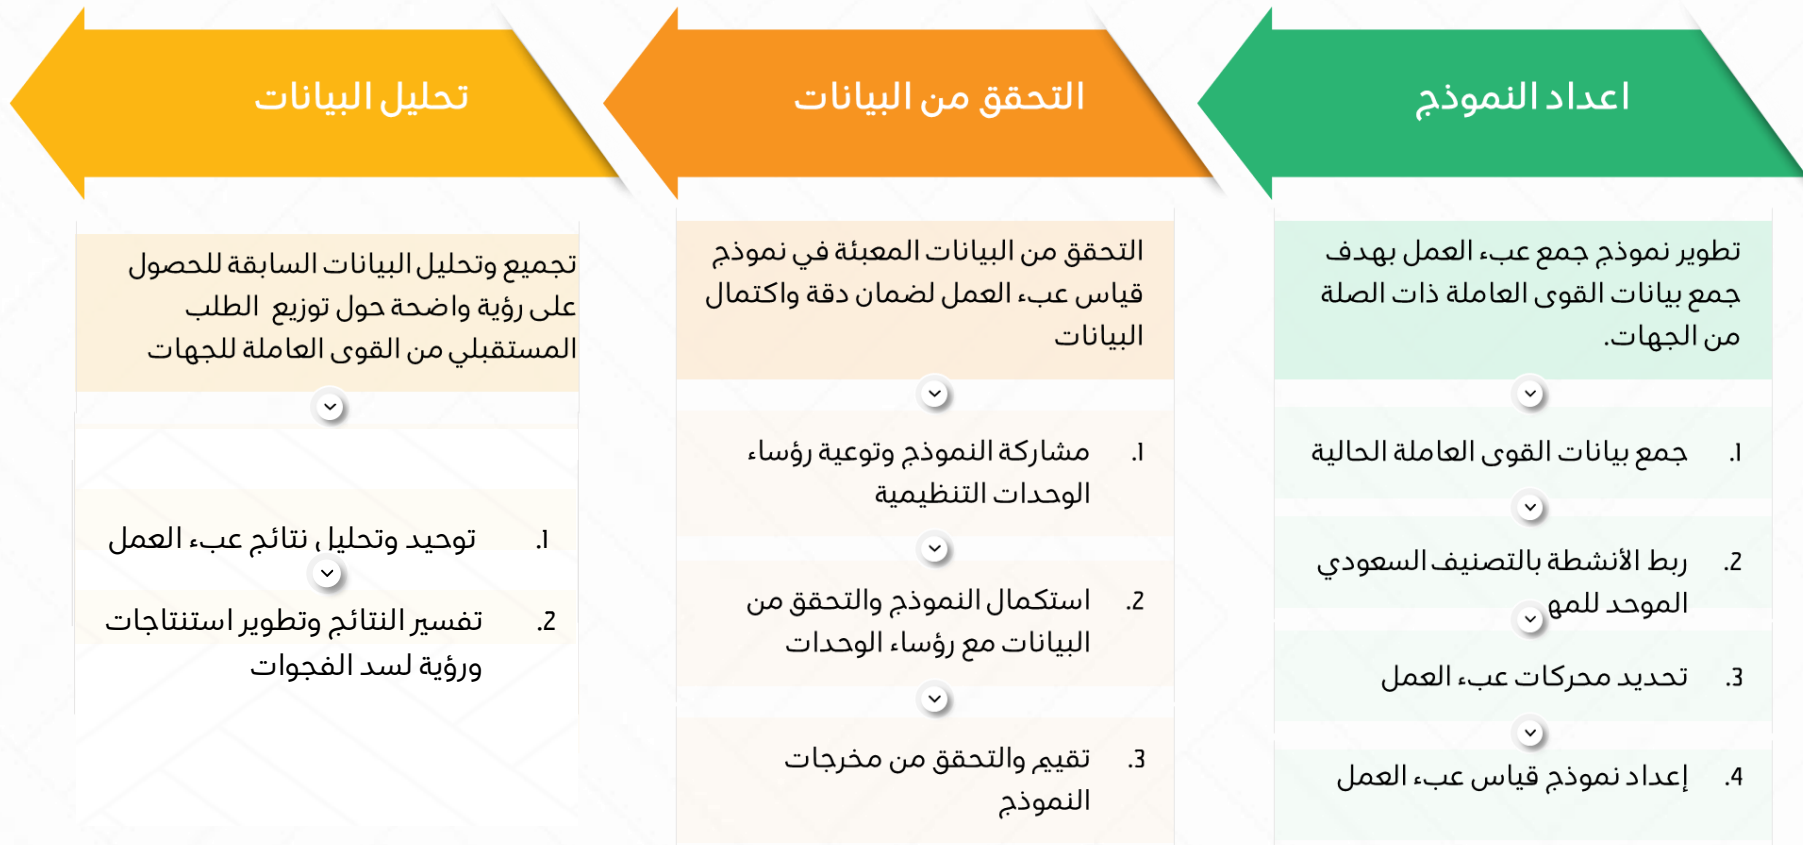 اعداد النموذج
تطوير نموذج جمع عبء العمل بهدف
جمع بيانات القوى العاملة ذات الصلة
من الجهات.
1. جمع بيانات القوى العاملة الحالية
2. ربط الأنشطة بالتصنيف السعودي
الموحد للمه
3. تحديد محركات عبء العمل
4. إعداد نموذج قياس عبء العمل
التحقق من البيانات
التحقق من البيانات المعبئة في نموذج
قياس عبء العمل لضمان دقة واكتمال
البيانات
1. مشاركة النموذج وتوعية رؤساء
الوحدات التنظيمية
2. استكمال النموذج والتحقق من
البيانات مع رؤساء الوحدات
3. تقييم والتحقق من مخرجات
النموذج
تحليل البيانات
تجميع وتحليل البيانات السابقة للحصول
على رؤية واضحة حول توزيع الطلب
المستقبلي من القوى العاملة للجهات
1. توحيد وتحليل نتائج عبء العمل
2. تفسير النتائج وتطوير استنتاجات
ورؤية لسد الفجوات